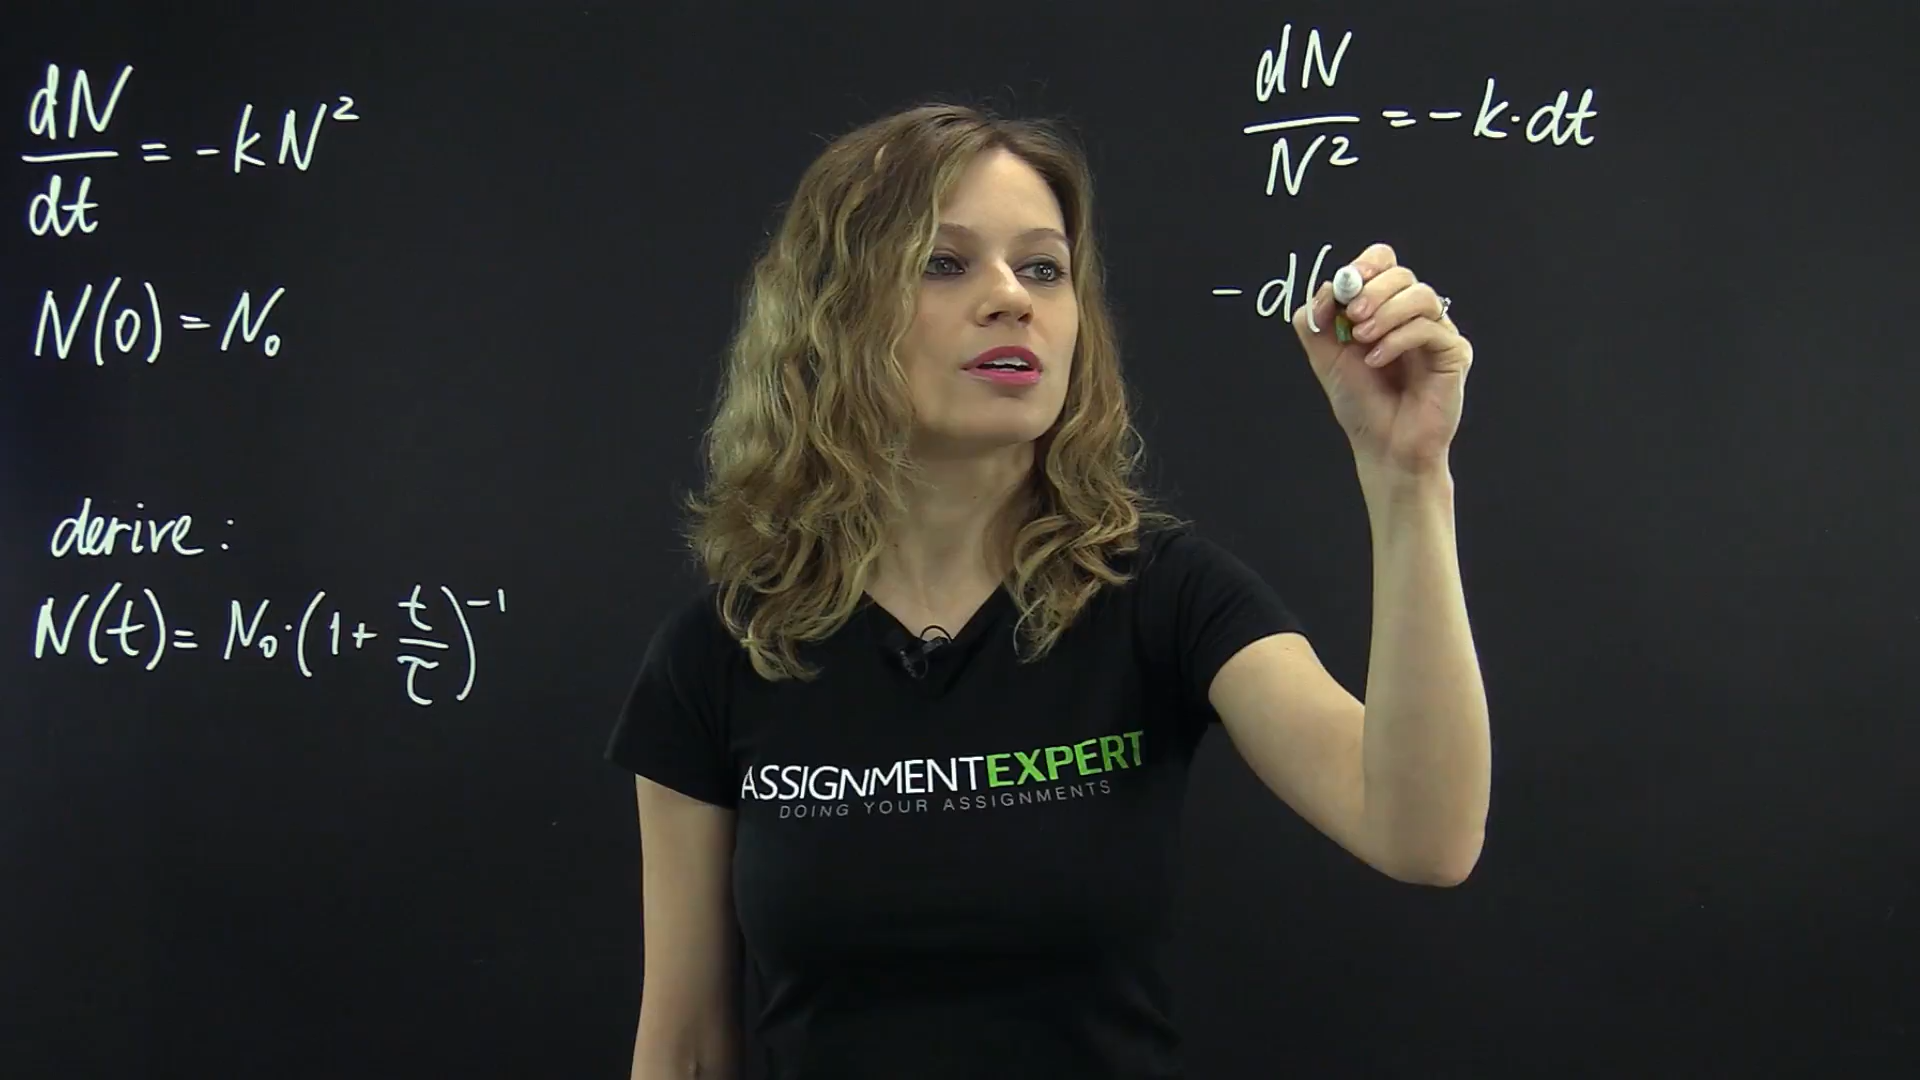 dN/dt = -kN²
N(0) = N₀
derive:
N(t) = N₀·(1 + t/τ)⁻¹
dN/N² = -k·dt
-d(
ASSIGNMENTEXPERT
DOING YOUR ASSIGNMENTS